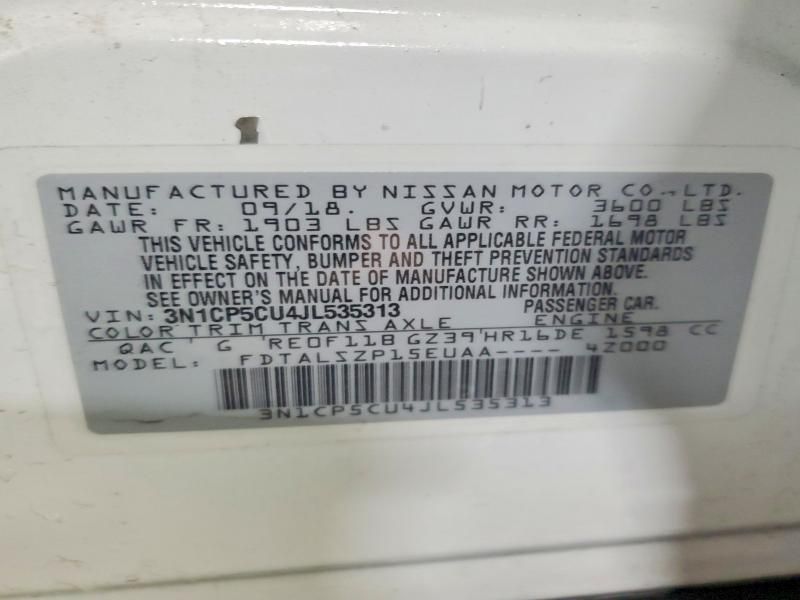 MANUFACTURED BY NISSAN MOTOR CO.,LTD.
DATE: 09/18. GVWR: 3600 LBS
GAWR FR: 1903 LBS GAWR RR: 1698 LBS
THIS VEHICLE CONFORMS TO ALL APPLICABLE FEDERAL MOTOR
VEHICLE SAFETY, BUMPER AND THEFT PREVENTION STANDARDS
IN EFFECT ON THE DATE OF MANUFACTURE SHOWN ABOVE.
SEE OWNER'S MANUAL FOR ADDITIONAL INFORMATION.
VIN: 3N1CP5CU4JL535313 PASSENGER CAR.
COLOR TRIM TRANS AXLE ENGINE
QAC ' G 'RE0F11B GZ39'HR16DE 1598 CC
MODEL: FDTALSZP15EUAA---- 4Z000
3N1CP5CU4JL535313